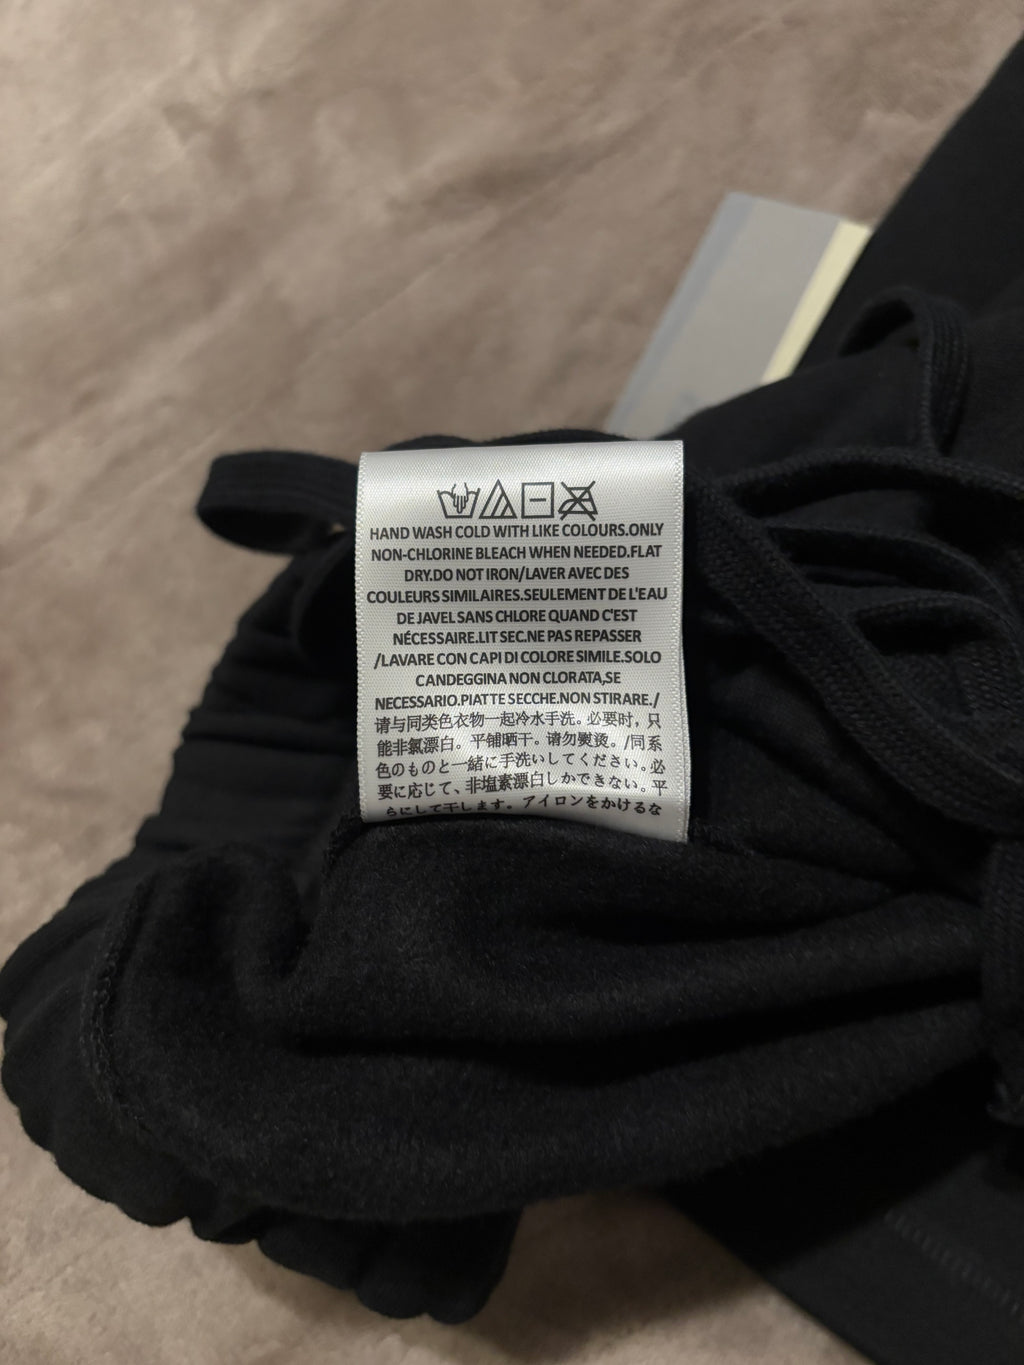 HAND WASH COLD WITH LIKE COLOURS.ONLY
NON-CHLORINE BLEACH WHEN NEEDED.FLAT
DRY.DO NOT IRON/LAVER AVEC DES
COULEURS SIMILAIRES.SEULEMENT DE L'EAU
DE JAVEL SANS CHLORE QUAND C'EST
NÉCESSAIRE.LIT SEC.NE PAS REPASSER
/LAVARE CON CAPI DI COLORE SIMILE.SOLO
CANDEGGINA NON CLORATA,SE
NECESSARIO.PIATTE SECCHE.NON STIRARE./
请与同类色衣物一起冷水手洗。必要时，只
能非氯漂白。平铺晒干。请勿熨烫。/同系
色のものと一緒に手洗いしてください。必
要に応じて、非塩素漂白しかできない。平
らにして干します。アイロンをかけるな